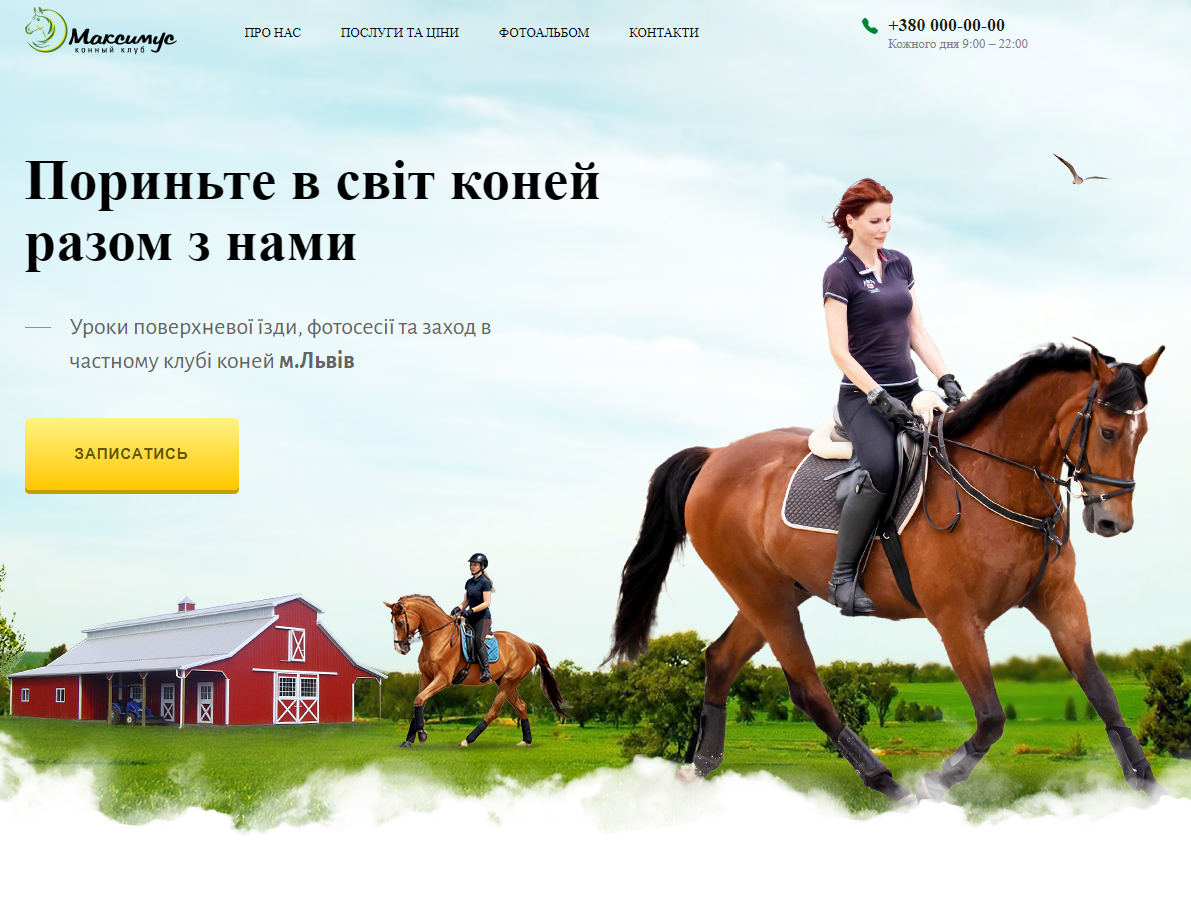 Максимус
конный клуб
ПРО НАС ПОСЛУГИ ТА ЦІНИ ФОТОАЛЬБОМ КОНТАКТИ
+380 000-00-00
Кожного дня 9:00 – 22:00
Пориньте в світ коней
разом з нами
Уроки поверхневої їзди, фотосесії та заход в
частному клубі коней м.Львів
ЗАПИСАТИСЬ